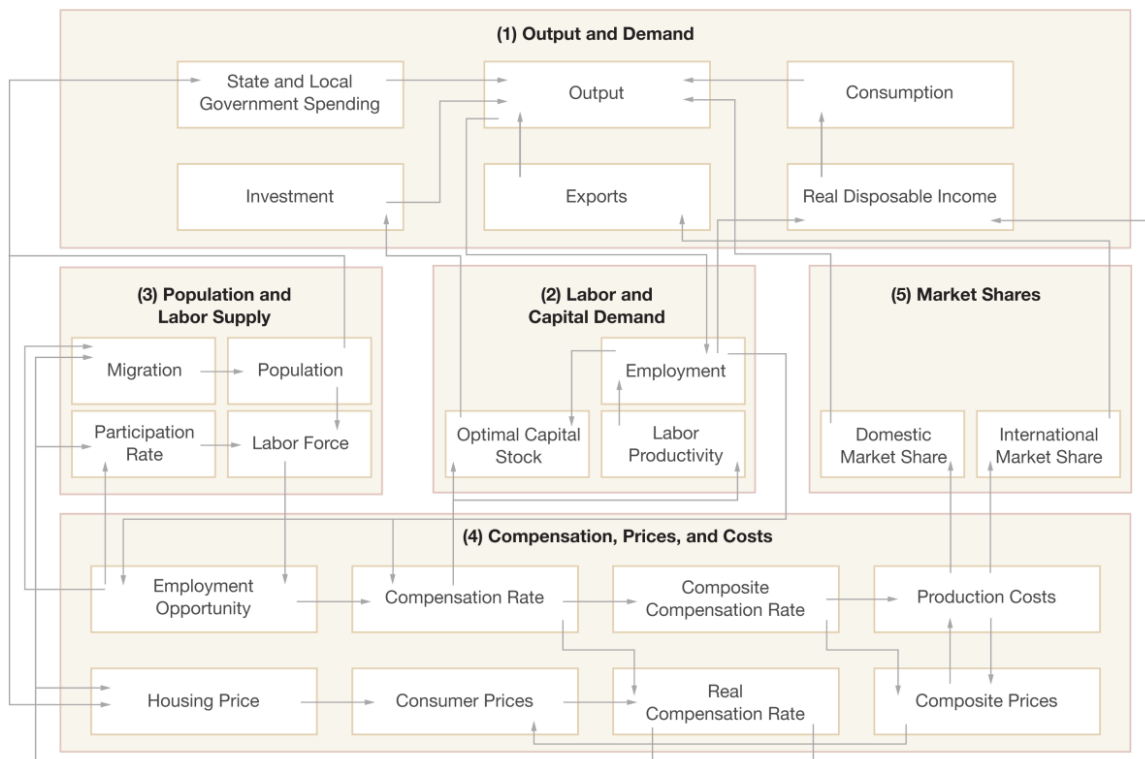 (1) Output and Demand
State and Local
Government Spending
Output
Consumption
Investment
Exports
Real Disposable Income
(3) Population and
Labor Supply
Migration
Population
Participation
Rate
Labor Force
(2) Labor and
Capital Demand
Employment
Optimal Capital
Stock
Labor
Productivity
(5) Market Shares
Domestic
Market Share
International
Market Share
(4) Compensation, Prices, and Costs
Employment
Opportunity
Compensation Rate
Composite
Compensation Rate
Production Costs
Housing Price
Consumer Prices
Real
Compensation Rate
Composite Prices